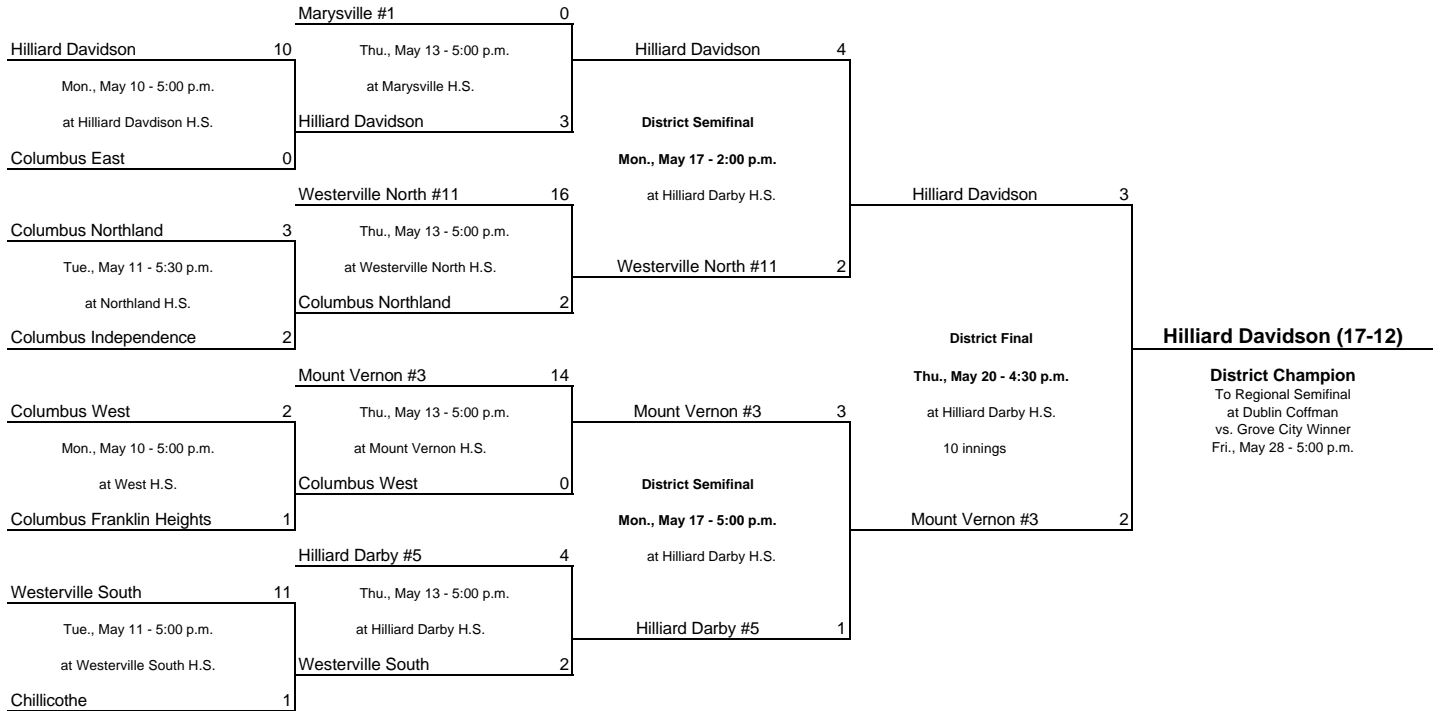 Marysville #1 0
Hilliard Davidson 10
Thu., May 13 - 5:00 p.m.
Hilliard Davidson 4
Mon., May 10 - 5:00 p.m.
at Marysville H.S.
at Hilliard Davdison H.S.
Hilliard Davidson 3
District Semifinal
Columbus East 0
Mon., May 17 - 2:00 p.m.
Westerville North #11 16
at Hilliard Darby H.S.
Hilliard Davidson 3
Columbus Northland 3
Thu., May 13 - 5:00 p.m.
Tue., May 11 - 5:30 p.m.
at Westerville North H.S.
Westerville North #11 2
at Northland H.S.
Columbus Northland 2
Columbus Independence 2
District Final
Hilliard Davidson (17-12)
Mount Vernon #3 14
Thu., May 20 - 4:30 p.m.
District Champion
To Regional Semifinal
Columbus West 2
Thu., May 13 - 5:00 p.m.
Mount Vernon #3 3
at Hilliard Darby H.S.
at Dublin Coffman
vs. Grove City Winner
Mon., May 10 - 5:00 p.m.
at Mount Vernon H.S.
10 innings
Fri., May 28 - 5:00 p.m.
at West H.S.
Columbus West 0
District Semifinal
Columbus Franklin Heights 1
Mon., May 17 - 5:00 p.m.
Mount Vernon #3 2
Hilliard Darby #5 4
at Hilliard Darby H.S.
Westerville South 11
Thu., May 13 - 5:00 p.m.
Tue., May 11 - 5:00 p.m.
at Hilliard Darby H.S.
Hilliard Darby #5 1
at Westerville South H.S.
Westerville South 2
Chillicothe 1